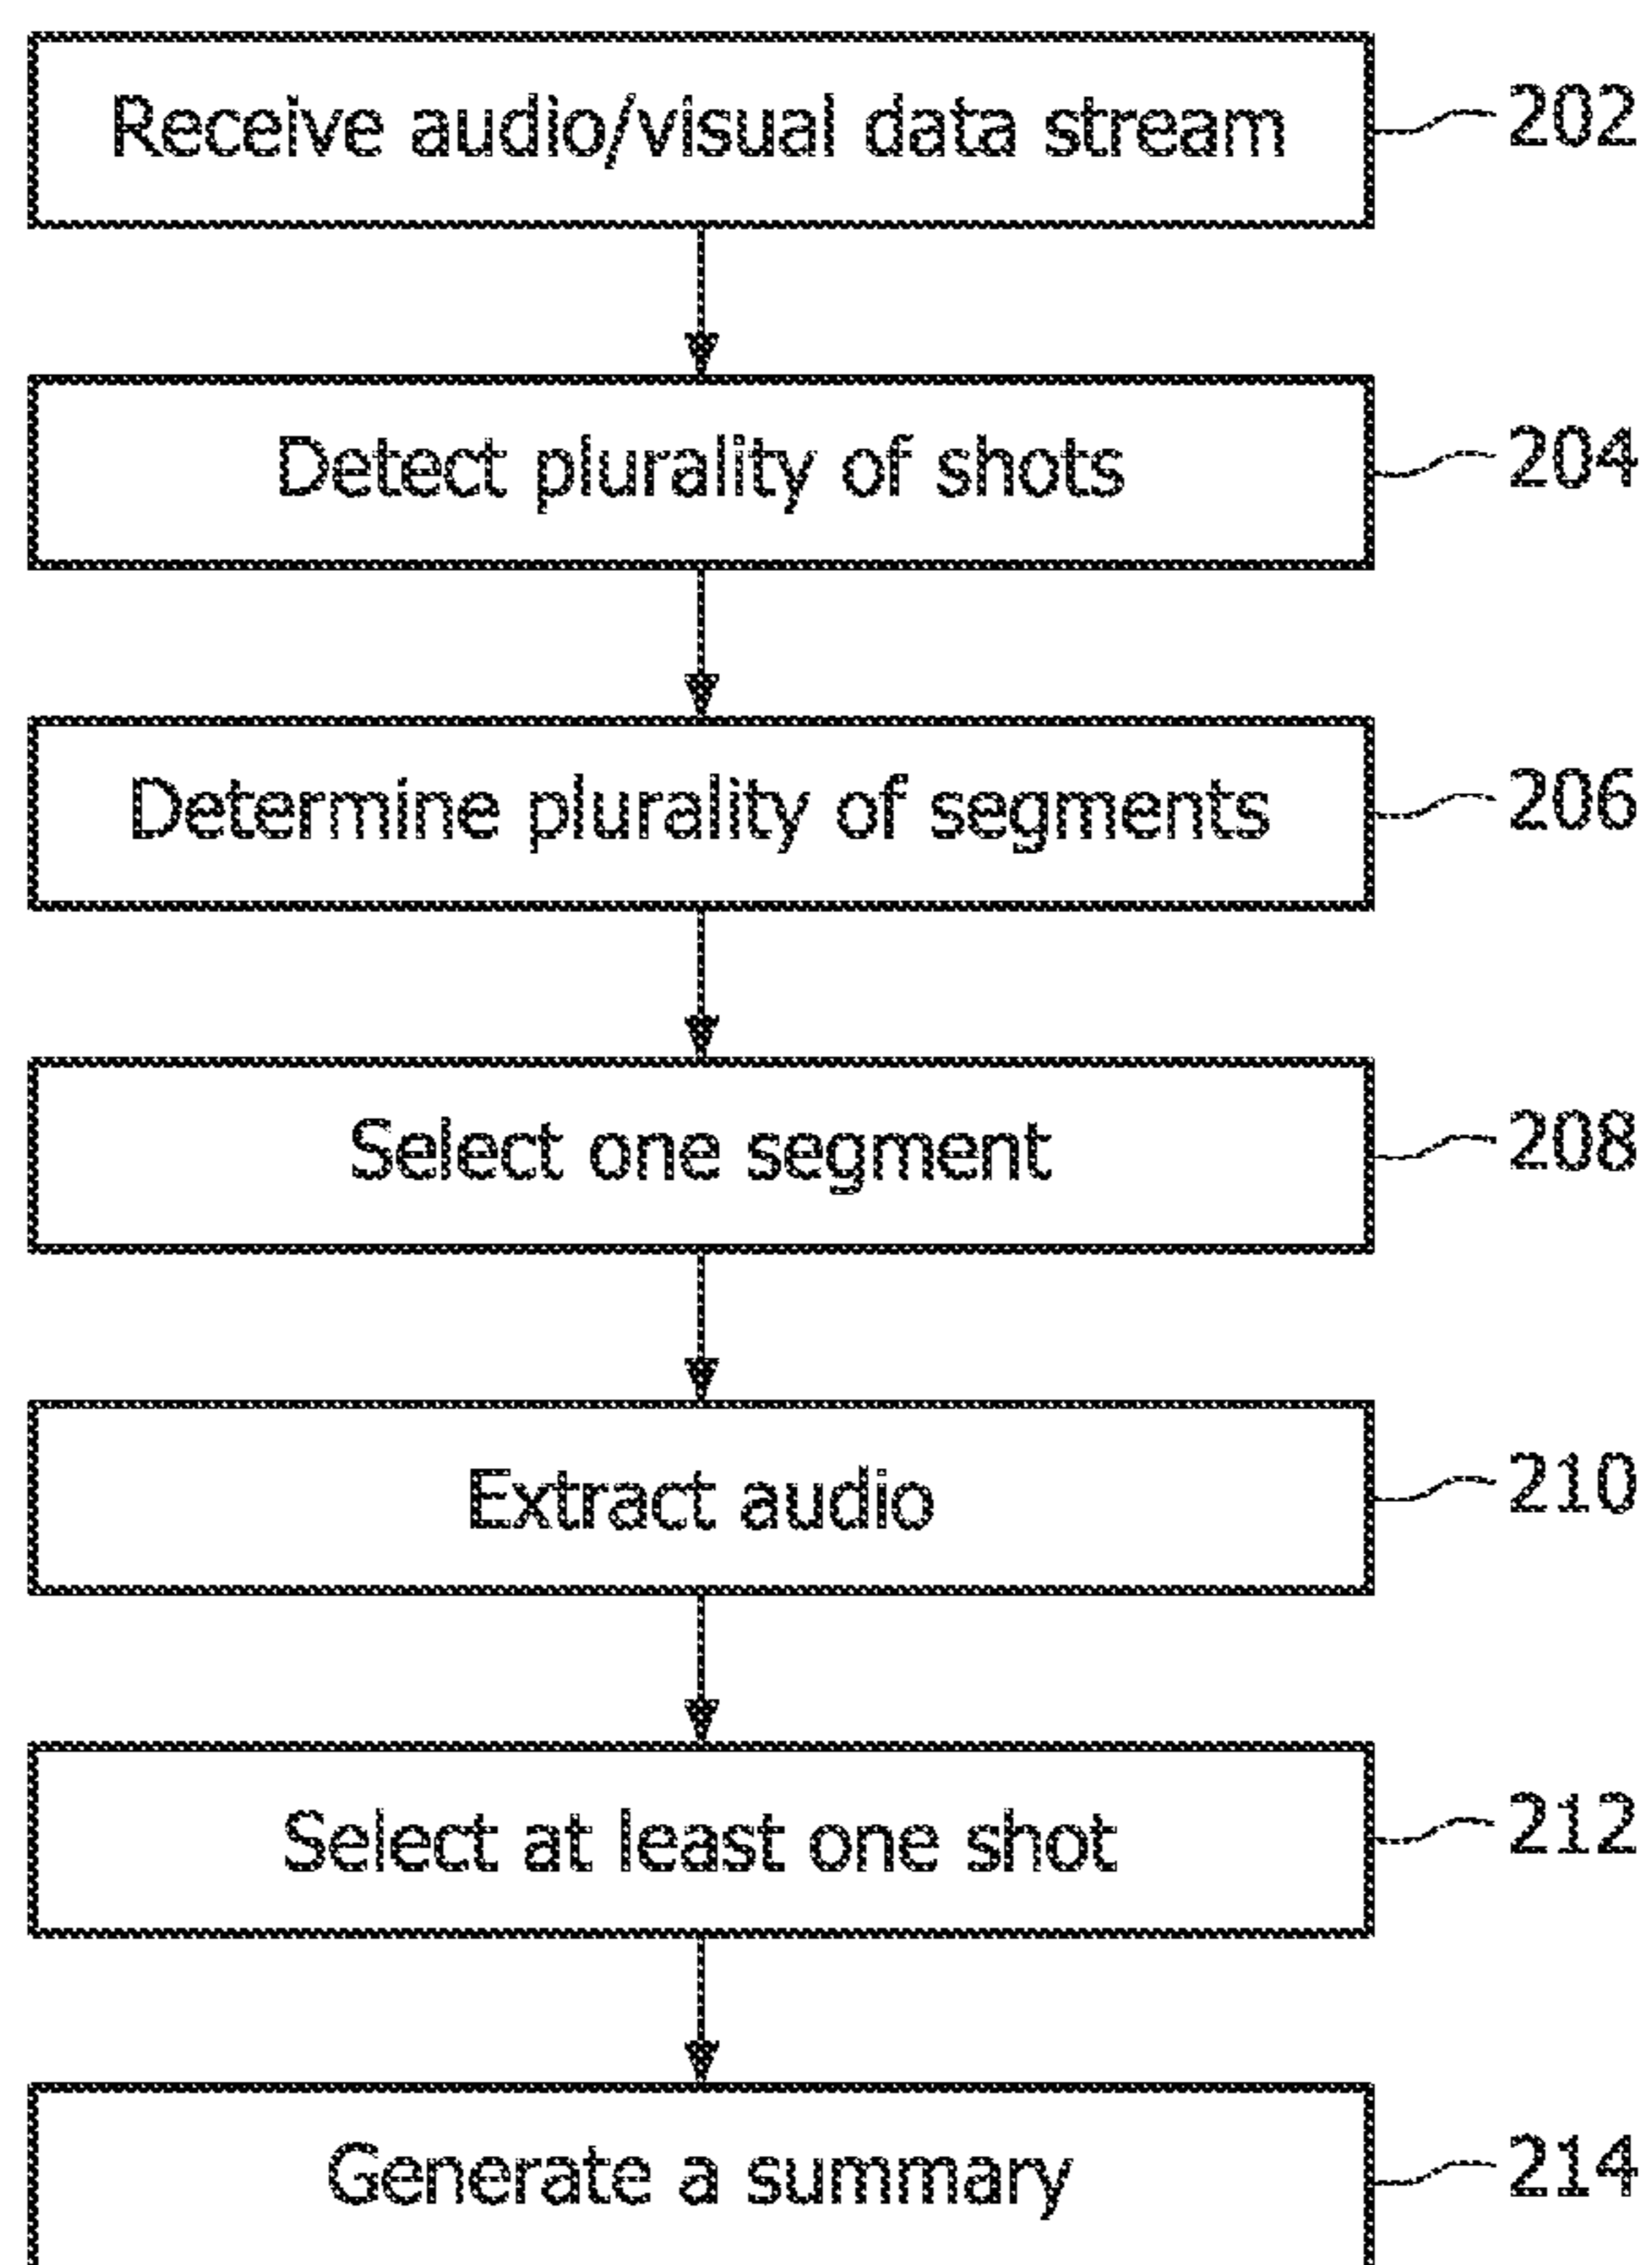 Receive audio/visual data stream 202
Detect plurality of shots 204
Determine plurality of segments 206
Select one segment 208
Extract audio 210
Select at least one shot 212
Generate a summary 214